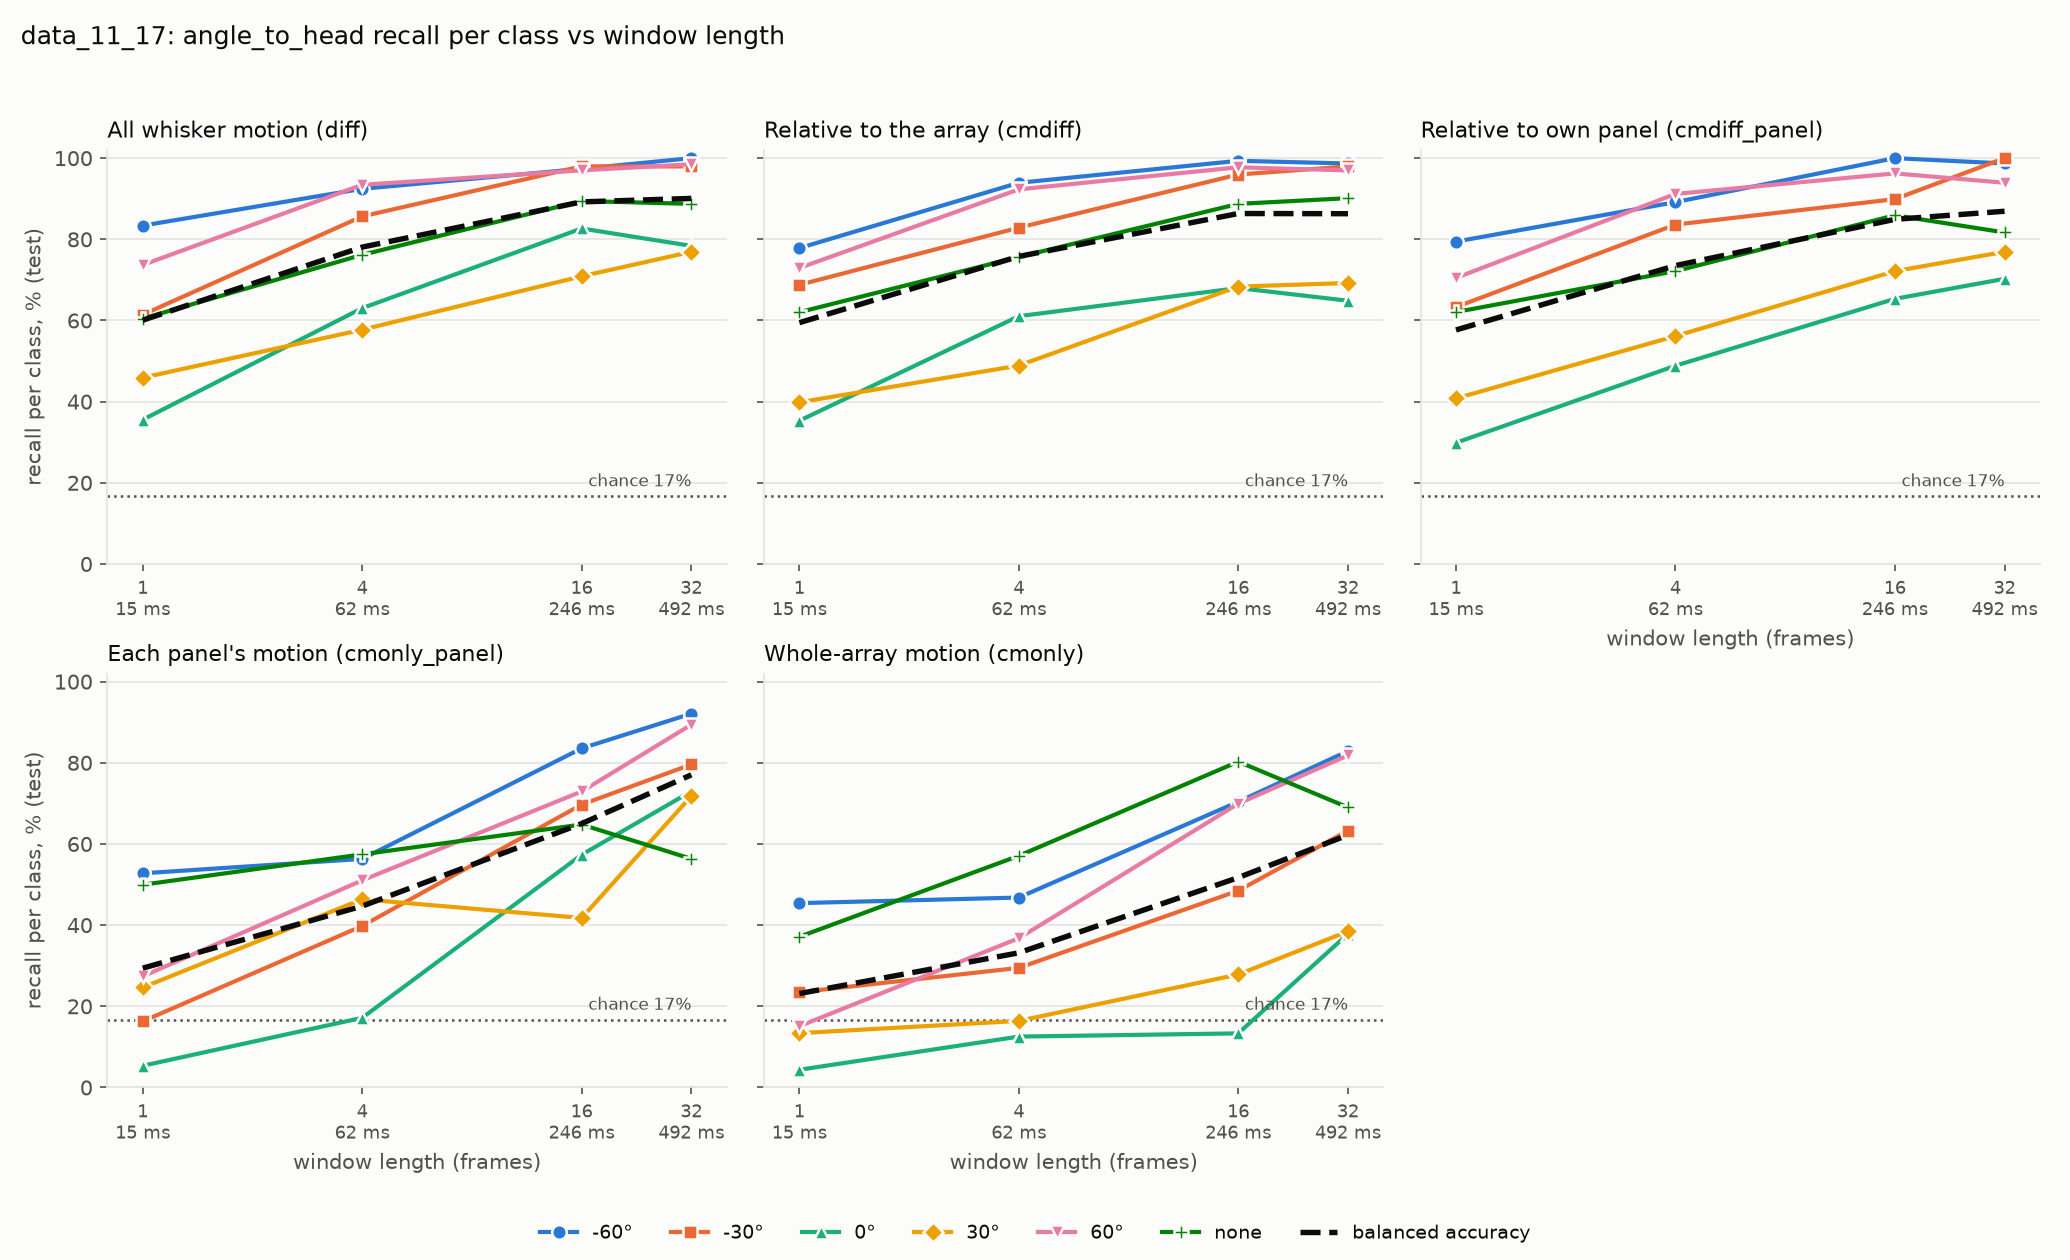 data_11_17: angle_to_head recall per class vs window length
All whisker motion (diff)
recall per class, % (test)
100
80
60
40
20
0
chance 17%
1
4
16
32
15 ms
62 ms
246 ms
492 ms
Relative to the array (cmdiff)
chance 17%
1
4
16
32
15 ms
62 ms
246 ms
492 ms
Relative to own panel (cmdiff_panel)
chance 17%
1
4
16
32
15 ms
62 ms
246 ms
492 ms
window length (frames)
Each panel's motion (cmonly_panel)
recall per class, % (test)
100
80
60
40
20
0
chance 17%
1
4
16
32
15 ms
62 ms
246 ms
492 ms
window length (frames)
Whole-array motion (cmonly)
chance 17%
1
4
16
32
15 ms
62 ms
246 ms
492 ms
window length (frames)
-60° -30° 0° 30° 60° none balanced accuracy